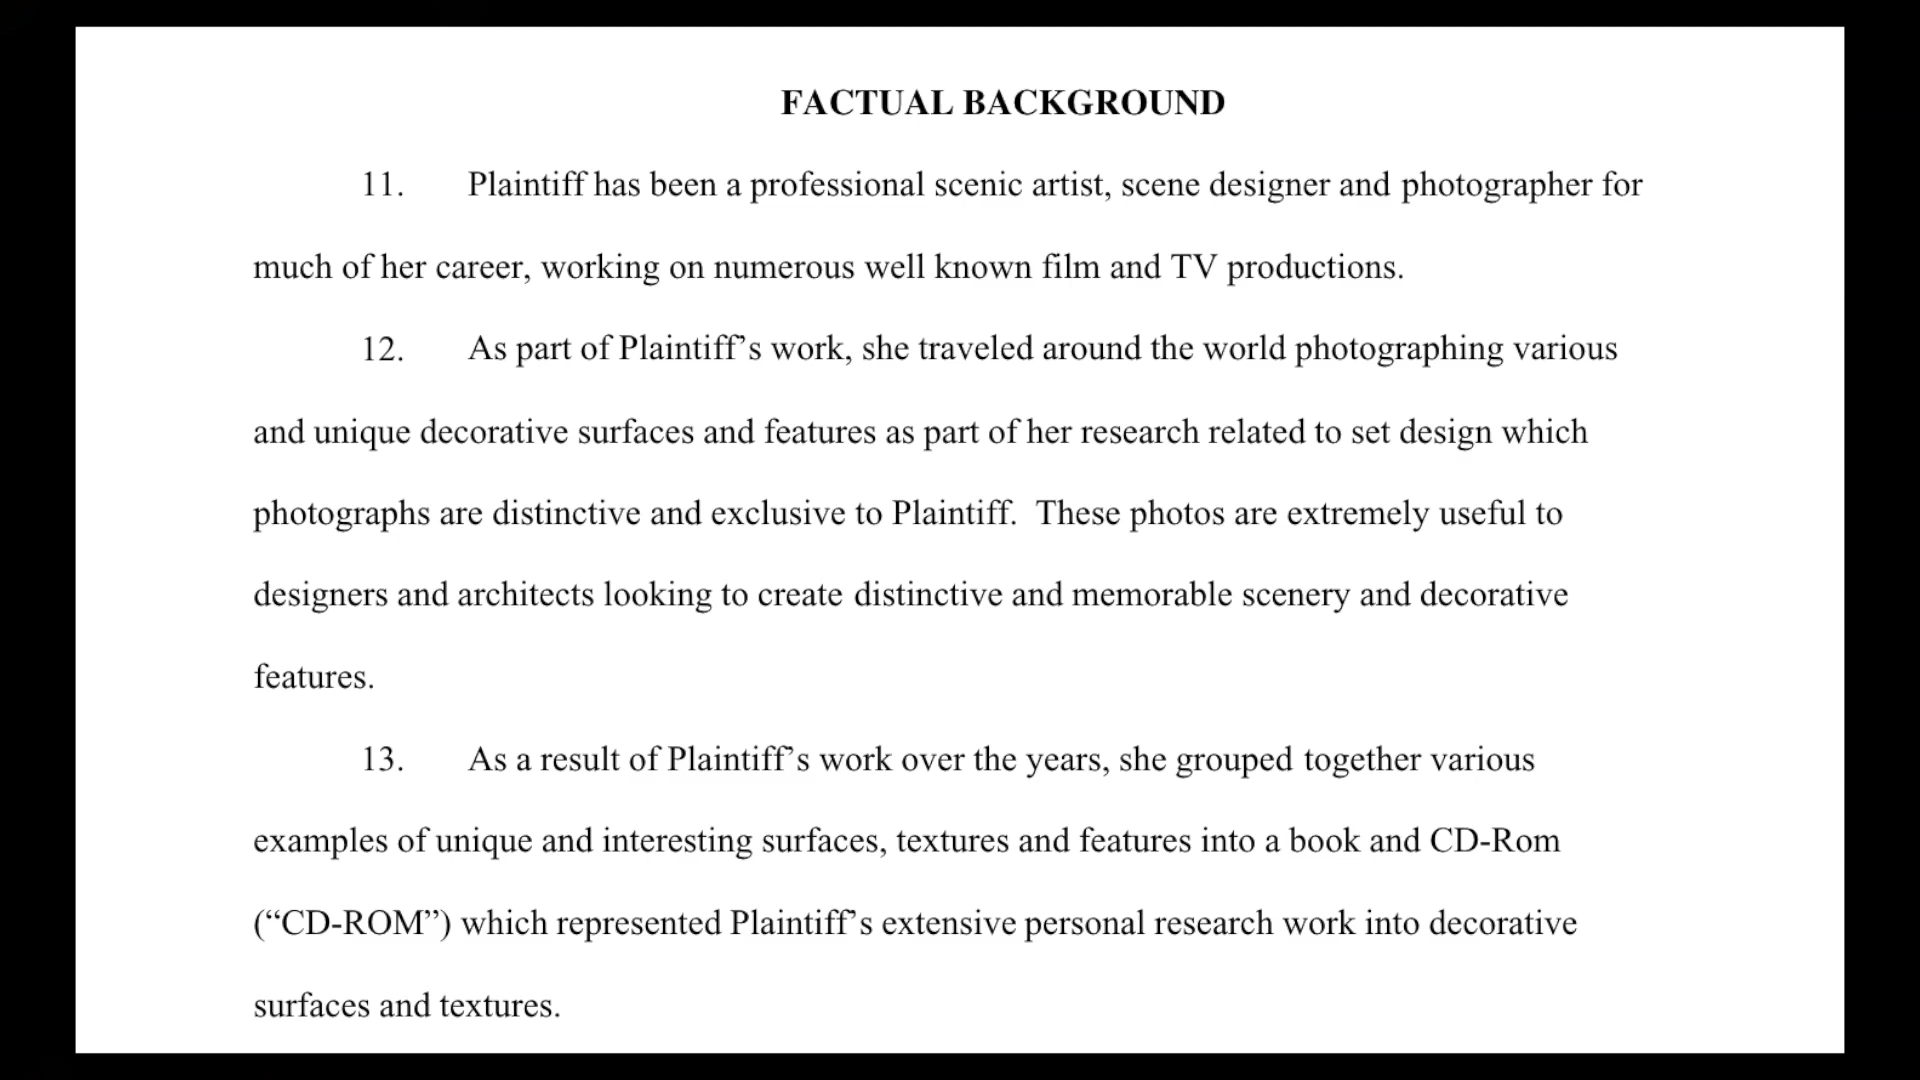 FACTUAL BACKGROUND
11. Plaintiff has been a professional scenic artist, scene designer and photographer for
much of her career, working on numerous well known film and TV productions.
12. As part of Plaintiff’s work, she traveled around the world photographing various
and unique decorative surfaces and features as part of her research related to set design which
photographs are distinctive and exclusive to Plaintiff.  These photos are extremely useful to
designers and architects looking to create distinctive and memorable scenery and decorative
features.
13. As a result of Plaintiff’s work over the years, she grouped together various
examples of unique and interesting surfaces, textures and features into a book and CD-Rom
(“CD-ROM”) which represented Plaintiff’s extensive personal research work into decorative
surfaces and textures.